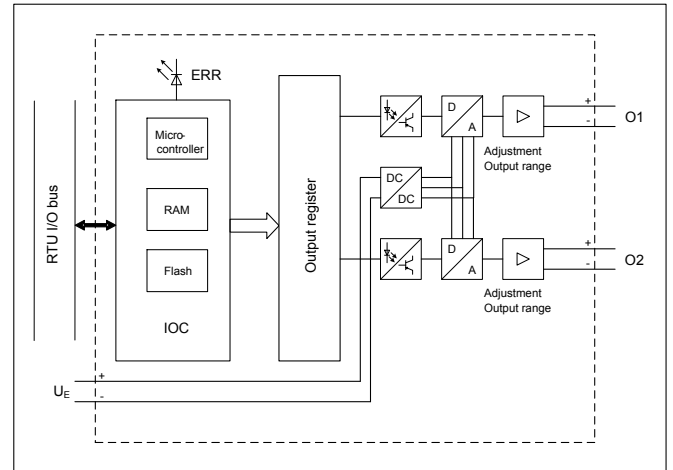 ERR
RTU I/O bus
Micro-
controller
RAM
Flash
IOC
Output register
D
A
+
-
O1
Adjustment
Output range
DC
DC
D
A
+
-
O2
Adjustment
Output range
UE
+
-